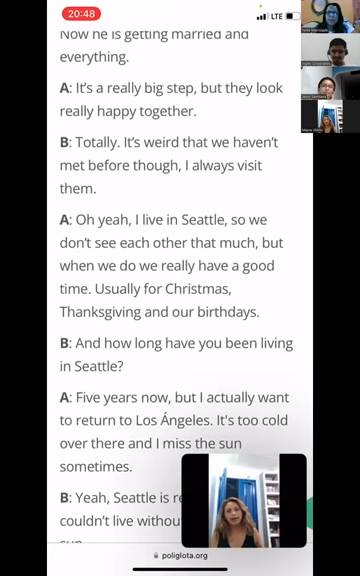 20:48
LTE
Now he is getting married and
everything.
A: It's a really big step, but they look
really happy together.
B: Totally. It's weird that we haven't
met before though, I always visit
them.
A: Oh yeah, I live in Seattle, so we
don't see each other that much, but
when we do we really have a good
time. Usually for Christmas,
Thanksgiving and our birthdays.
B: And how long have you been living
in Seattle?
A: Five years now, but I actually want
to return to Los Ángeles. It's too cold
over there and I miss the sun
sometimes.
B: Yeah, Seattle is
couldn't live
poliglota.org